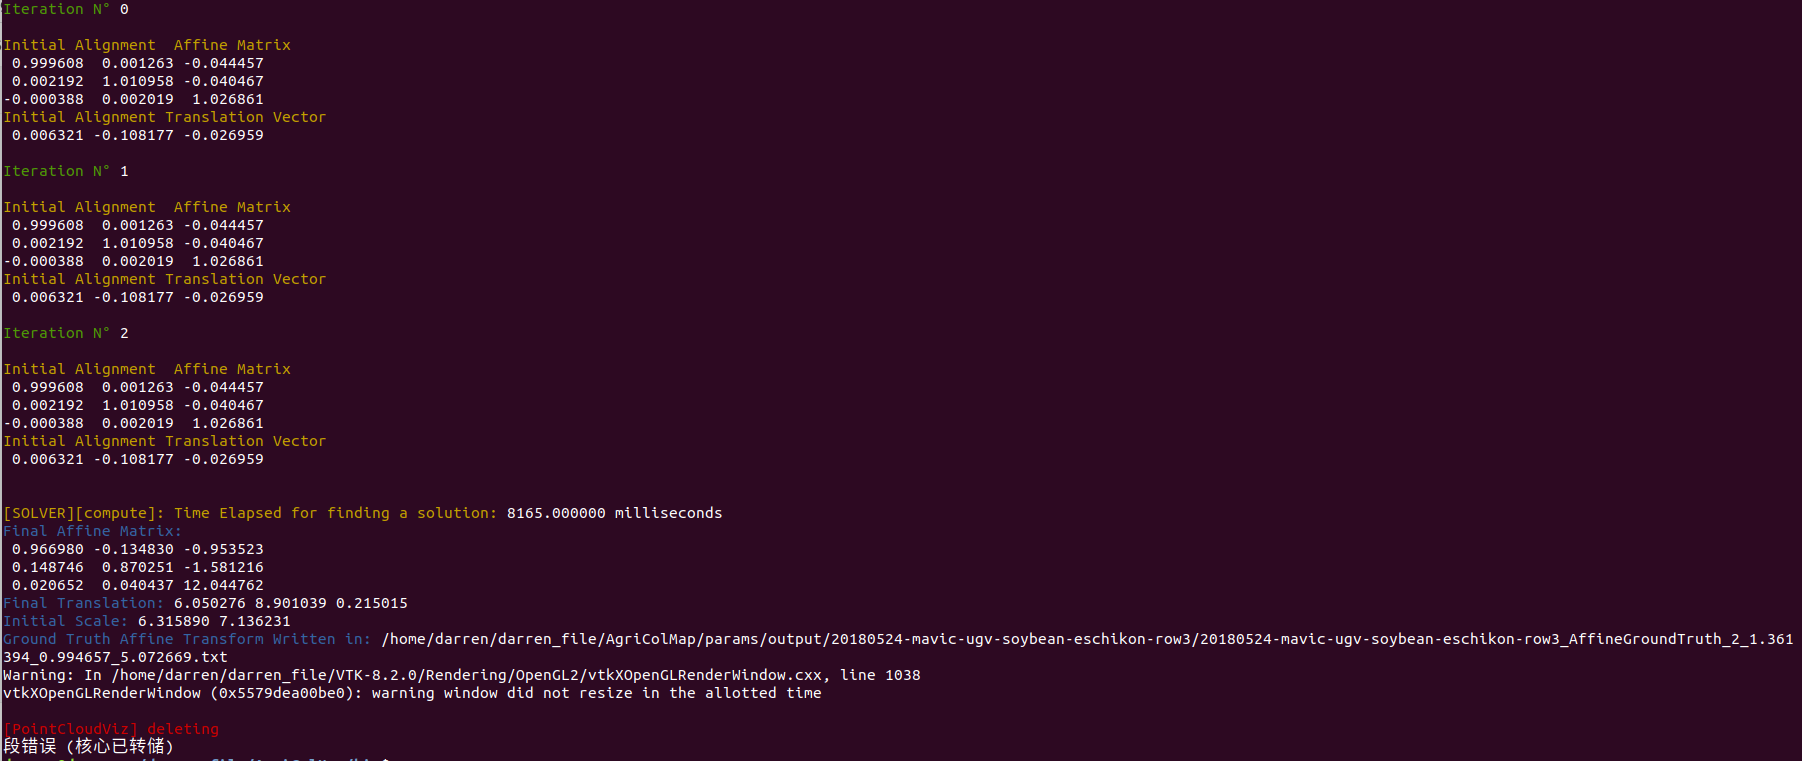 Iteration N° 0
Initial Alignment  Affine Matrix
 0.999608  0.001263 -0.044457
 0.002192  1.010958 -0.040467
-0.000388  0.002019  1.026861
Initial Alignment Translation Vector
 0.006321 -0.108177 -0.026959
Iteration N° 1
Initial Alignment  Affine Matrix
 0.999608  0.001263 -0.044457
 0.002192  1.010958 -0.040467
-0.000388  0.002019  1.026861
Initial Alignment Translation Vector
 0.006321 -0.108177 -0.026959
Iteration N° 2
Initial Alignment  Affine Matrix
 0.999608  0.001263 -0.044457
 0.002192  1.010958 -0.040467
-0.000388  0.002019  1.026861
Initial Alignment Translation Vector
 0.006321 -0.108177 -0.026959
[SOLVER][compute]: Time Elapsed for finding a solution: 8165.000000 milliseconds
Final Affine Matrix:
 0.966980 -0.134830 -0.953523
 0.148746  0.870251 -1.581216
 0.020652  0.040437 12.044762
Final Translation: 6.050276 8.901039 0.215015
Initial Scale: 6.315890 7.136231
Ground Truth Affine Transform Written in: /home/darren/darren_file/AgriColMap/params/output/20180524-mavic-ugv-soybean-eschikon-row3/20180524-mavic-ugv-soybean-eschikon-row3_AffineGroundTruth_2_1.361
394_0.994657_5.072669.txt
Warning: In /home/darren/darren_file/VTK-8.2.0/Rendering/OpenGL2/vtkXOpenGLRenderWindow.cxx, line 1038
vtkXOpenGLRenderWindow (0x5579dea00be0): warning window did not resize in the allotted time
[PointCloudViz] deleting
段错误 (核心已转储)